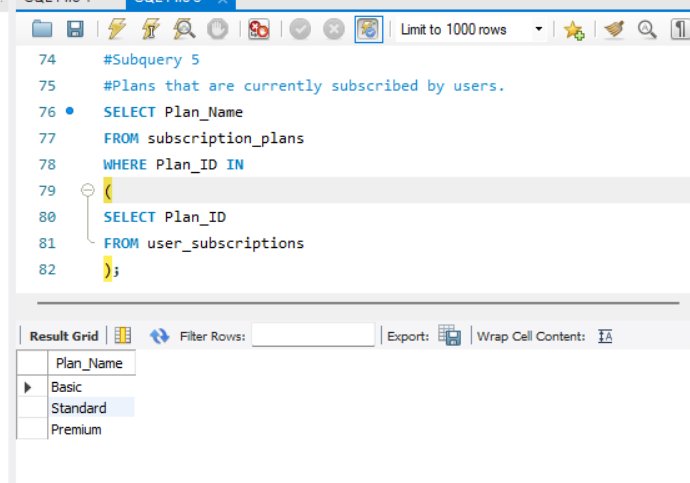 Limit to 1000 rows
74 #Subquery 5
75 #Plans that are currently subscribed by users.
76 SELECT Plan_Name
77 FROM subscription_plans
78 WHERE Plan_ID IN
79 (
80 SELECT Plan_ID
81 FROM user_subscriptions
82 );
Result Grid Filter Rows: Export: Wrap Cell Content:
Plan_Name
Basic
Standard
Premium